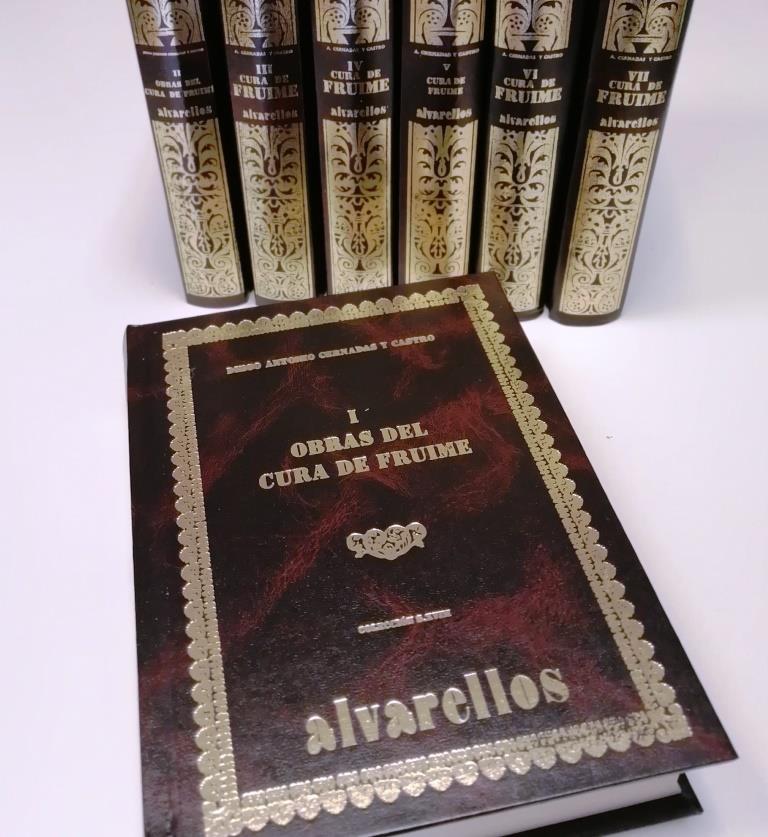 II
OBRAS DEL
CURA DE FRUIME
alvarellos
A. CERNADAS Y CASTRO
III
CURA DE
FRUIME
alvarellos
A. CERNADAS Y CASTRO
IV
CURA DE
FRUIME
alvarellos
A. CERNADAS Y CASTRO
V
CURA DE
FRUIME
alvarellos
A. CERNADAS Y CASTRO
VI
CURA DE
FRUIME
alvarellos
A. CERNADAS Y CASTRO
VII
CURA DE
FRUIME
alvarellos
DIEGO ANTONIO CERNADAS Y CASTRO
I
OBRAS DEL
CURA DE FRUIME
COLECCIÓN S.XVIII
alvarellos